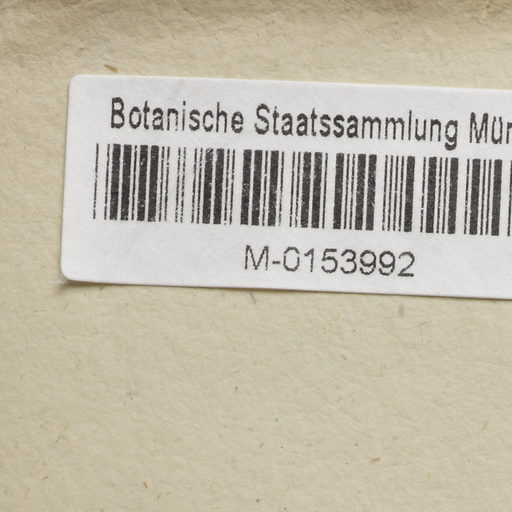 Botanische Staatssammlung Mün
M-0153992